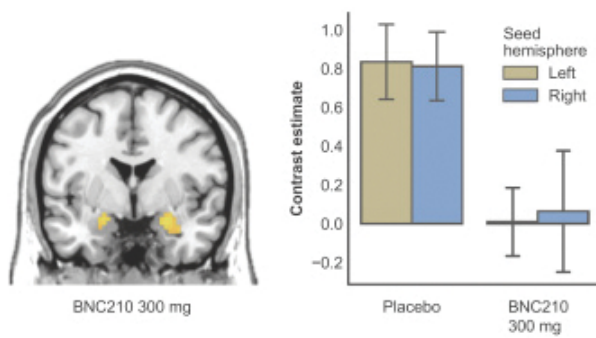 BNC210 300 mg
Contrast estimate
1.0
0.8
0.6
0.4
0.2
0.0
−0.2
Seed
hemisphere
Left
Right
Placebo
BNC210
300 mg